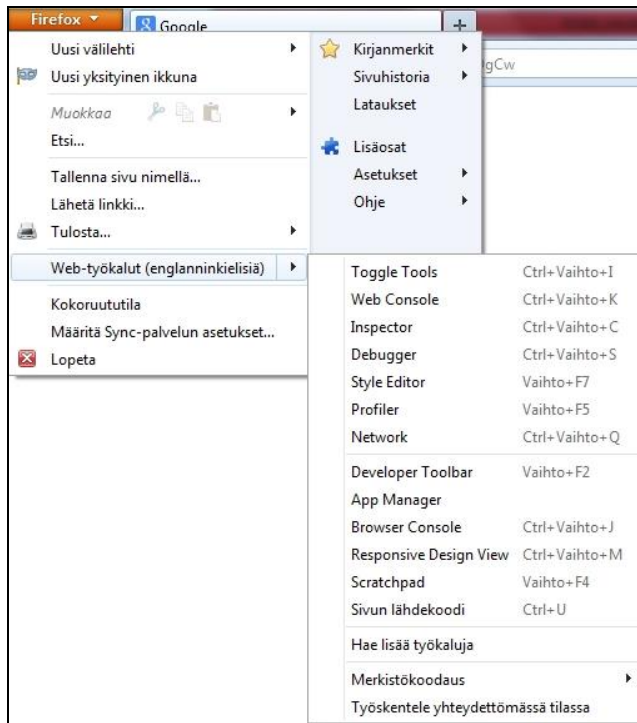 Firefox
Google
gCw
Uusi välilehti
Uusi yksityinen ikkuna
Muokkaa
Etsi...
Tallenna sivu nimellä...
Lähetä linkki...
Tulosta...
Web-työkalut (englanninkielisiä)
Kokoruututila
Määritä Sync-palvelun asetukset...
Lopeta
Kirjanmerkit
Sivuhistoria
Lataukset
Lisäosat
Asetukset
Ohje
Toggle Tools Ctrl+Vaihto+I
Web Console Ctrl+Vaihto+K
Inspector Ctrl+Vaihto+C
Debugger Ctrl+Vaihto+S
Style Editor Vaihto+F7
Profiler Vaihto+F5
Network Ctrl+Vaihto+Q
Developer Toolbar Vaihto+F2
App Manager
Browser Console Ctrl+Vaihto+J
Responsive Design View Ctrl+Vaihto+M
Scratchpad Vaihto+F4
Sivun lähdekoodi Ctrl+U
Hae lisää työkaluja
Merkistökoodaus
Työskentele yhteydettömässä tilassa